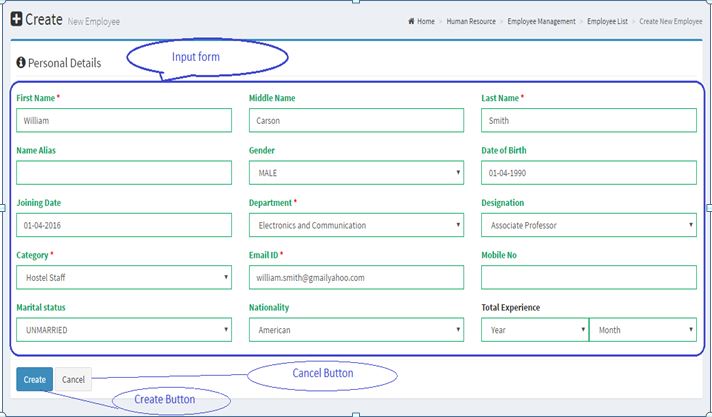 Create New Employee
Home > Human Resource > Employee Management > Employee List > Create New Employee
Personal Details
Input form
First Name * Middle Name Last Name *
William Carson Smith
Name Alias Gender Date of Birth
MALE 01-04-1990
Joining Date Department * Designation
01-04-2016 Electronics and Communication Associate Professor
Category * Email ID * Mobile No
Hostel Staff william.smith@gmailyahoo.com
Marital status Nationality Total Experience
UNMARRIED American Year Month
Create Cancel Cancel Button
Create Button